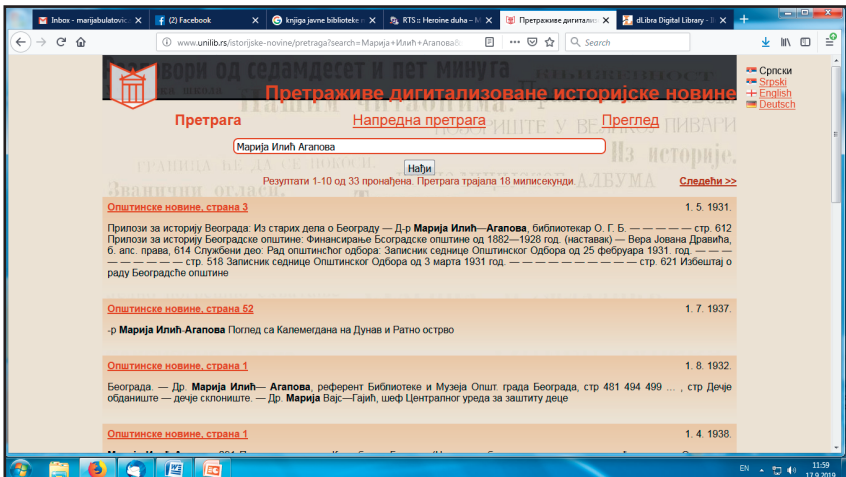 Inbox - marijabulatovic
(2) Facebook
knjiga javne biblioteke
RTS :: Heroine duha – M
Претраживе дигитализо
dLibra Digital Library - Il
www.unilib.rs/istorijske-novine/pretraga?search=Марија+Илић+Агапова&
Search
Српски
Srpski
English
Deutsch
Претраживе дигитализоване историјске новине
Претрага
Напредна претрага
Преглед
Марија Илић Агапова
Нађи
Резултати 1-10 од 33 пронађена. Претрага трајала 18 милисекунди.
Следећи >>
Општинске новине, страна 3
1. 5. 1931.
Прилози за историју Веограда: Из старих дела о Београду — Д-р Марија Илић—Агапова, библиотекар О. Г. Б. — — — — — стр. 612
Прилози за историју Београдске општине: Финансирање Бсоградске општине од 1882—1928 год. (наставак) — Вера Јована Дравића,
б. апс. права, 614 Службени део: Рад општинсћог одбора: Записник седнице Општинског Одбора од 25 фебруара 1931. год. — — —
— — — — — стр. 518 Записник седнице Општинског Одбора од 3 марта 1931 год. — — — — — — — — — стр. 621 Избештај о
раду Београдсће општине
Општинске новине, страна 52
1. 7. 1937.
-р Марија Илић-Агапова Поглед са Калемегдана на Дунав и Ратно острво
Општинске новине, страна 1
1. 8. 1932.
Београда. — Др. Марија Илић— Агапова, референт Библиотеке и Музеја Општ. града Београда, стр 481 494 499 ... , стр Дечје
обданиште — дечје склониште. — Др. Марија Вајс—Гајић, шеф Централног уреда за заштиту деце
Општинске новине, страна 1
1. 4. 1938.
EN
11:59
17.9.2019